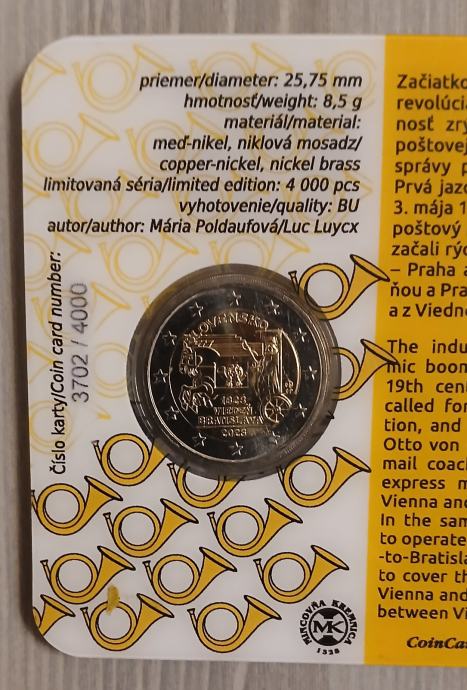 priemer/diameter: 25,75 mm
hmotnosť/weight: 8,5 g
materiál/material:
meď-nikel, niklová mosadz/
copper-nickel, nickel brass
limitovaná séria/limited edition: 4 000 pcs
vyhotovenie/quality: BU
autor/author: Mária Poldaufová/Luc Luycx
Číslo karty/Coin card number:
3702 / 4000
SLOVENSKO
1823
VIEDEŇ
BRATISLAVA
2023
MINCOVŇA KREMNICA
MK
1328
Začiatko
revolúcia
nosť zry
poštovej
správy p
Prvá jazd
3. mája 1
poštový
začali rýc
– Praha a
ňou a Pra
a z Viedne
The indu
mic boom
19th cen
called for
tion, and
Otto von
mail coach
express m
Vienna and
In the sam
to operate
-to-Bratisla
to cover th
Vienna and
between Vi
CoinCa